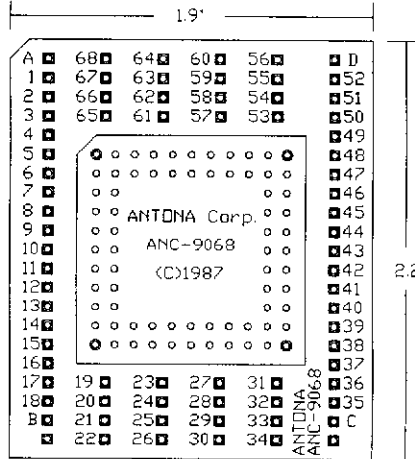 1.9"
A 68 64 60 56 D
1 67 63 59 55 52
2 66 62 58 54 51
3 65 61 57 53 50
4 49
5 48
6 47
7 46
8 45
9 44
10 43
11 42
12 41
13 40
14 39
15 38
16 37
17 19 23 27 31 36
18 20 24 28 32 35
B 21 25 29 33 C
22 26 30 34
ANTONA Corp.
ANC-9068
(C)1987
ANTONA
ANC-9068
2.2